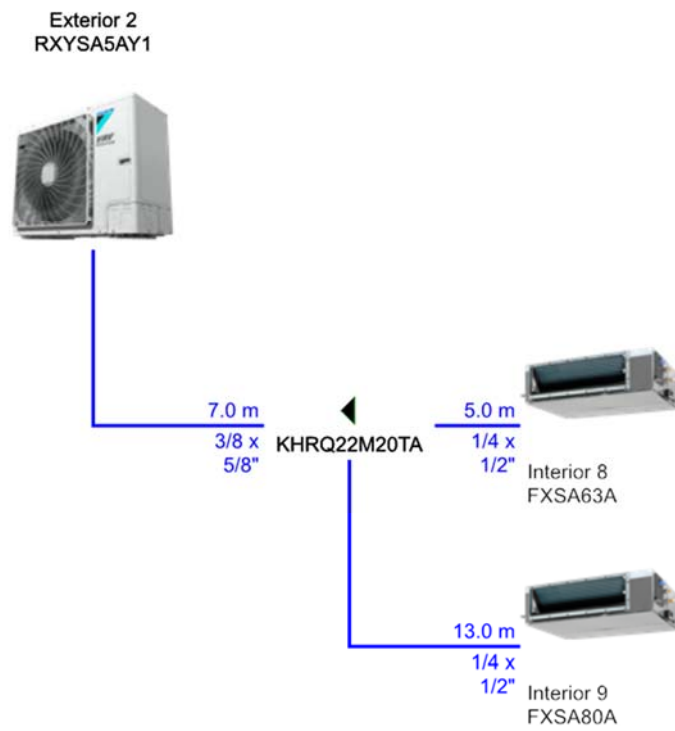 Exterior 2
RXYSA5AY1
7.0 m
3/8 x
5/8"
KHRQ22M20TA
5.0 m
1/4 x
1/2"
Interior 8
FXSA63A
13.0 m
1/4 x
1/2"
Interior 9
FXSA80A